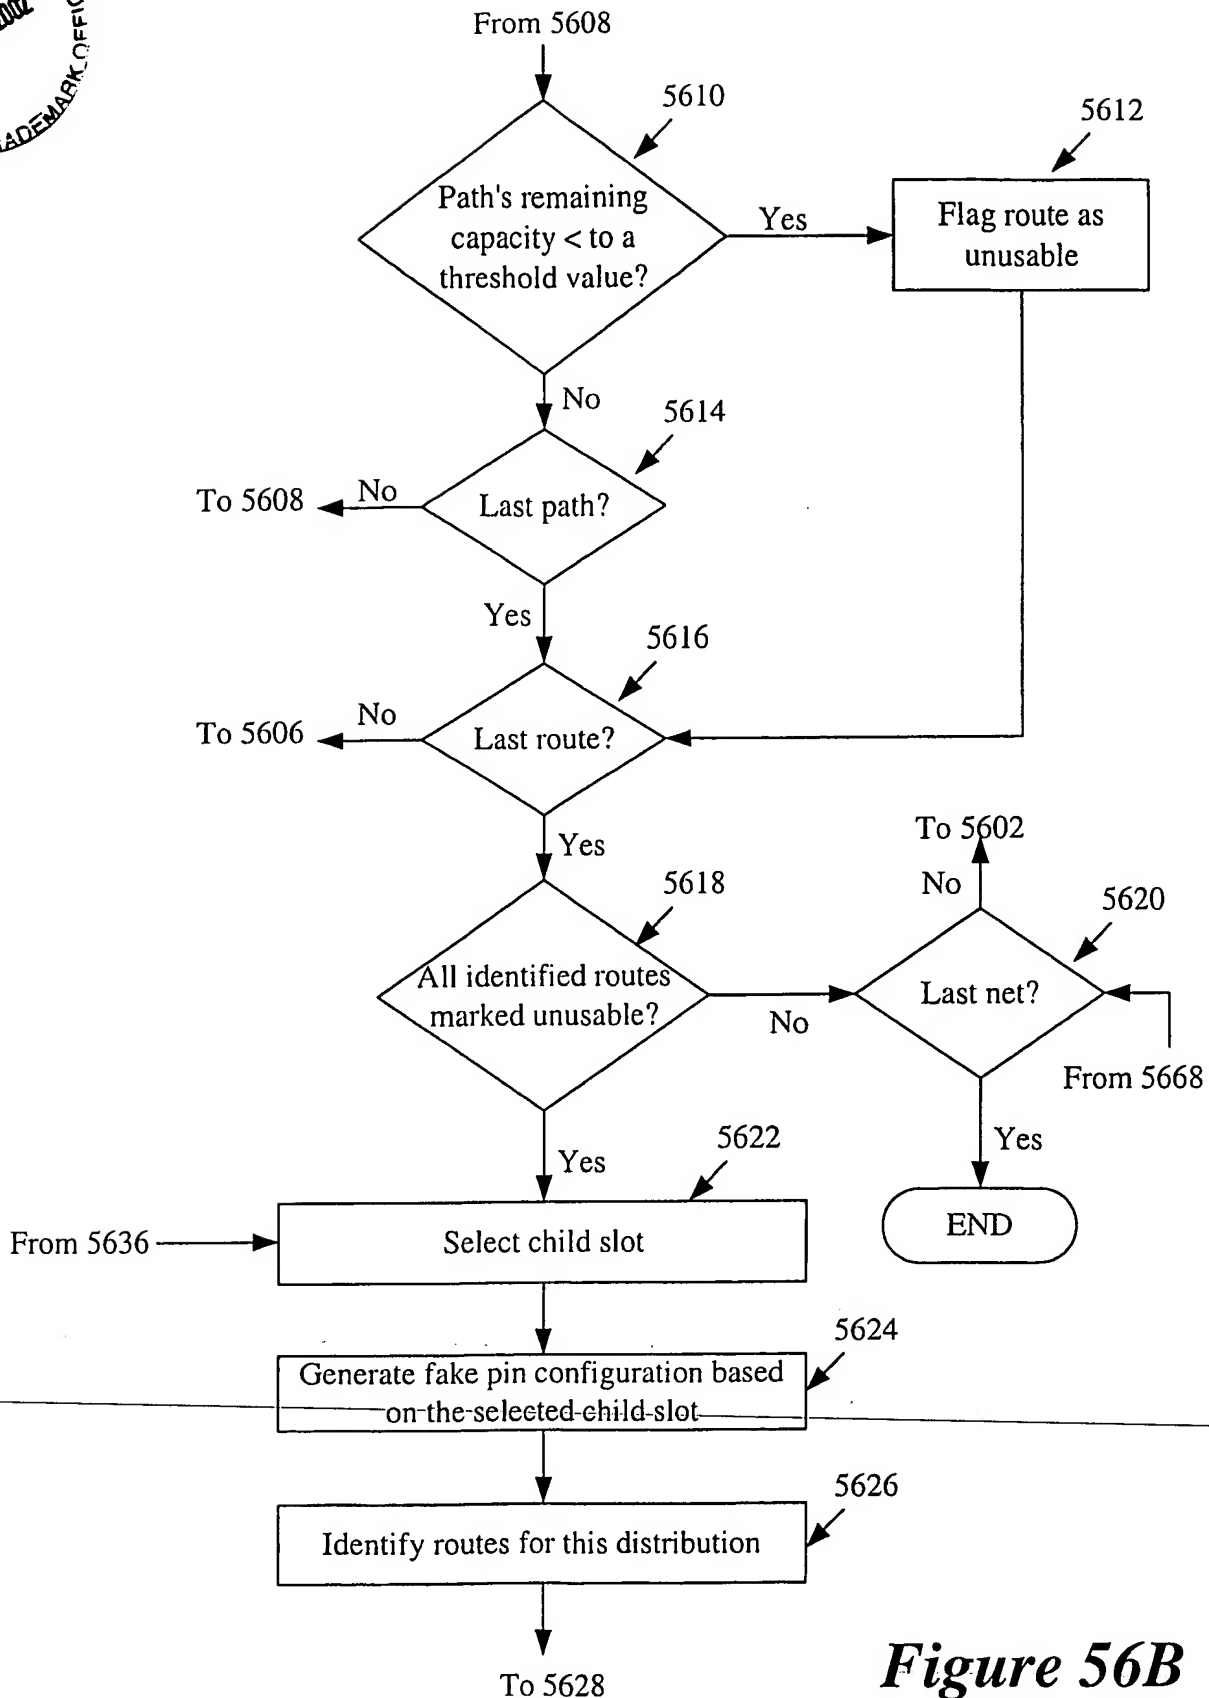 2002
TRADEMARK OFFIC
From 5608
5610
5612
Path's remaining
capacity < to a
threshold value?
Yes
Flag route as
unusable
No
5614
Last path?
No
To 5608
Yes
5616
Last route?
No
To 5606
Yes
To 5602
No
5618
5620
All identified routes
marked unusable?
No
Last net?
From 5668
Yes
Yes
5622
END
From 5636
Select child slot
5624
Generate fake pin configuration based
on the selected child slot
5626
Identify routes for this distribution
To 5628
Figure 56B